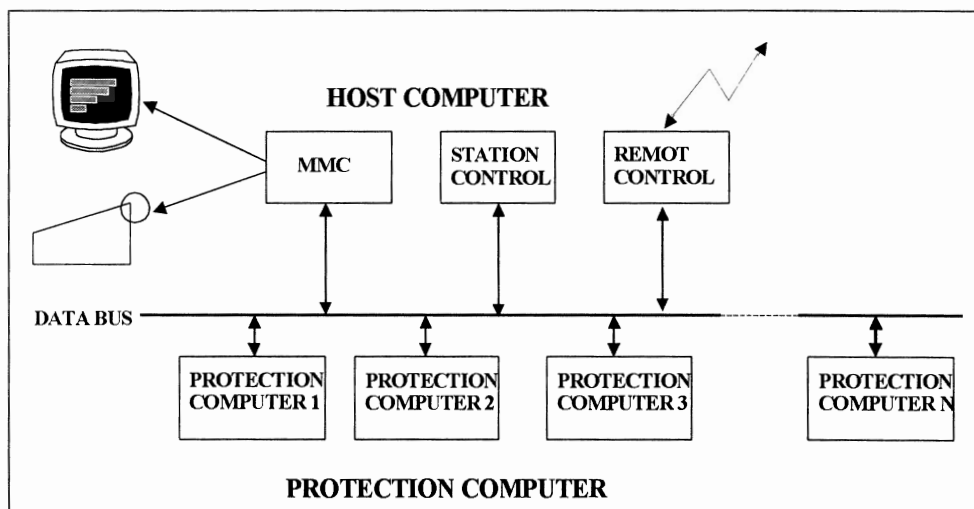 HOST COMPUTER
MMC
STATION
CONTROL
REMOT
CONTROL
DATA BUS
PROTECTION
COMPUTER 1
PROTECTION
COMPUTER 2
PROTECTION
COMPUTER 3
PROTECTION
COMPUTER N
PROTECTION COMPUTER